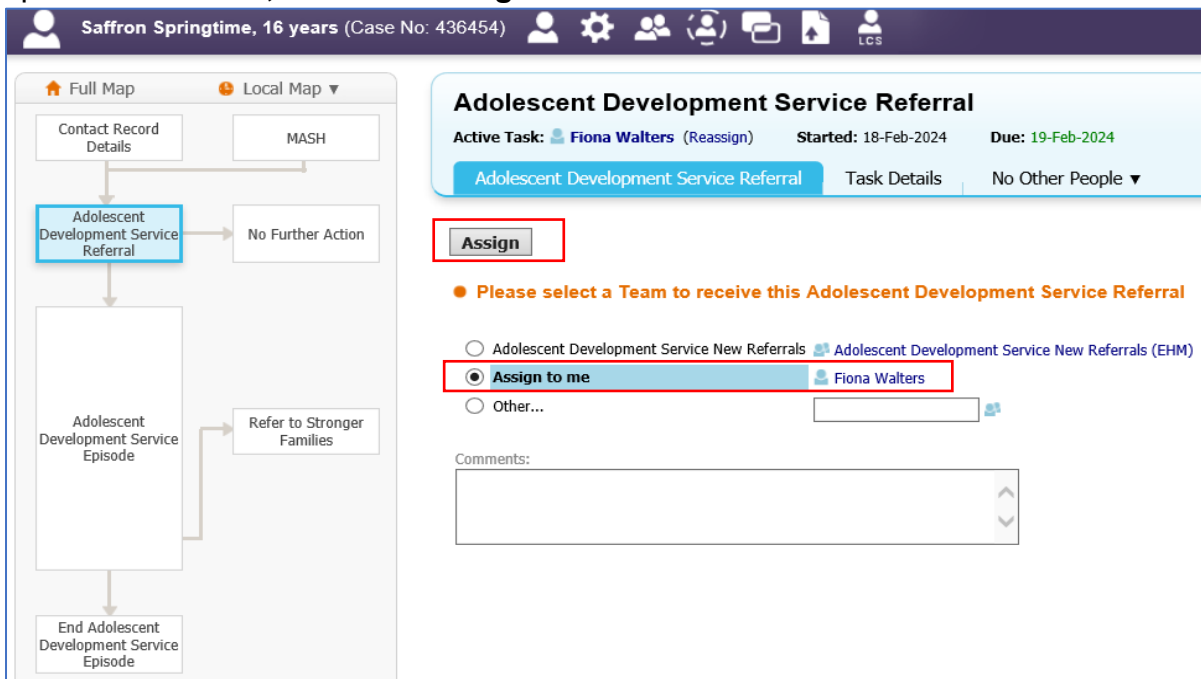 Saffron Springtime, 16 years (Case No: 436454)
LCS
Full Map
Local Map ▼
Contact Record
Details
MASH
Adolescent
Development Service
Referral
No Further Action
Adolescent
Development Service
Episode
Refer to Stronger
Families
End Adolescent
Development Service
Episode
Adolescent Development Service Referral
Active Task: Fiona Walters (Reassign) Started: 18-Feb-2024 Due: 19-Feb-2024
Adolescent Development Service Referral Task Details No Other People ▼
Assign
Please select a Team to receive this Adolescent Development Service Referral
Adolescent Development Service New Referrals Adolescent Development Service New Referrals (EHM)
Assign to me Fiona Walters
Other...
Comments: